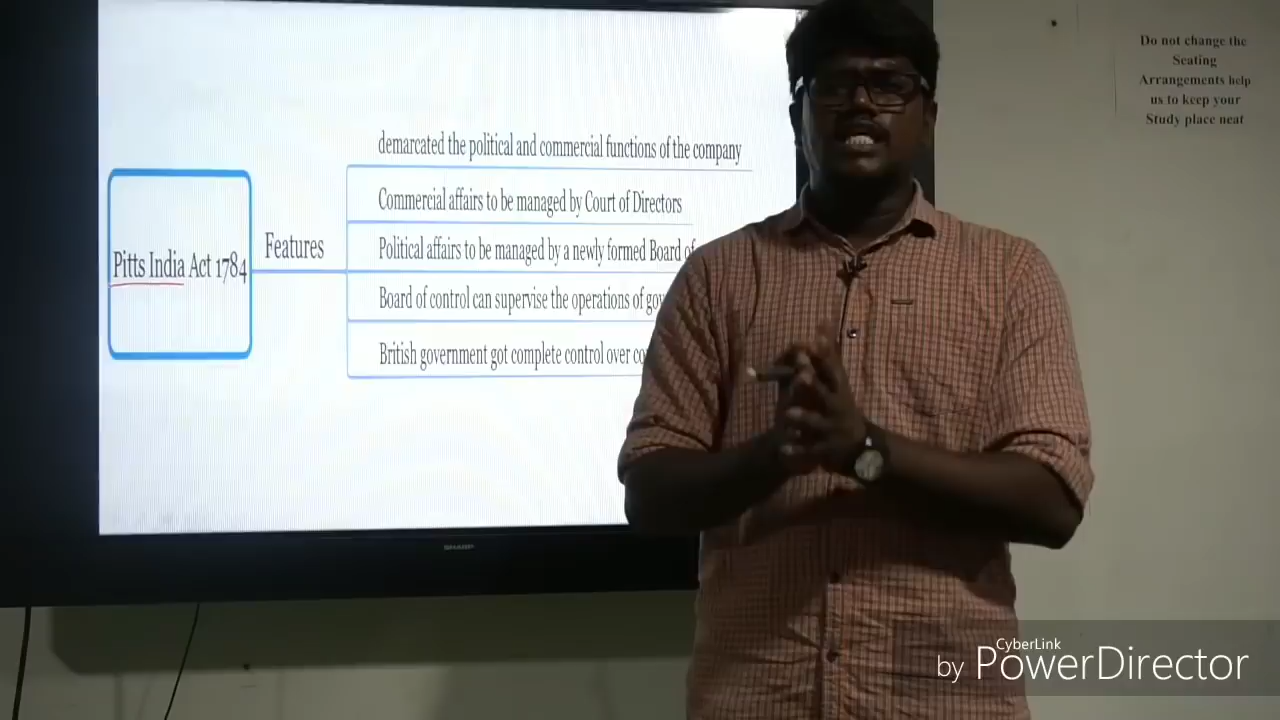 demarcated the political and commercial functions of the company
Commercial affairs to be managed by Court of Directors
Pitts India Act 1784
Features
Political affairs to be managed by a newly formed Board of
Board of control can supervise the operations of
British government got complete control over
SHARP
Do not change the
Seating
Arrangements help
us to keep your
Study place neat
CyberLink
by PowerDirector